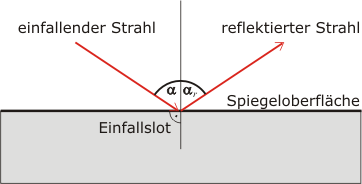 einfallender Strahl
reflektierter Strahl
α αr
Spiegeloberfläche
Einfallslot